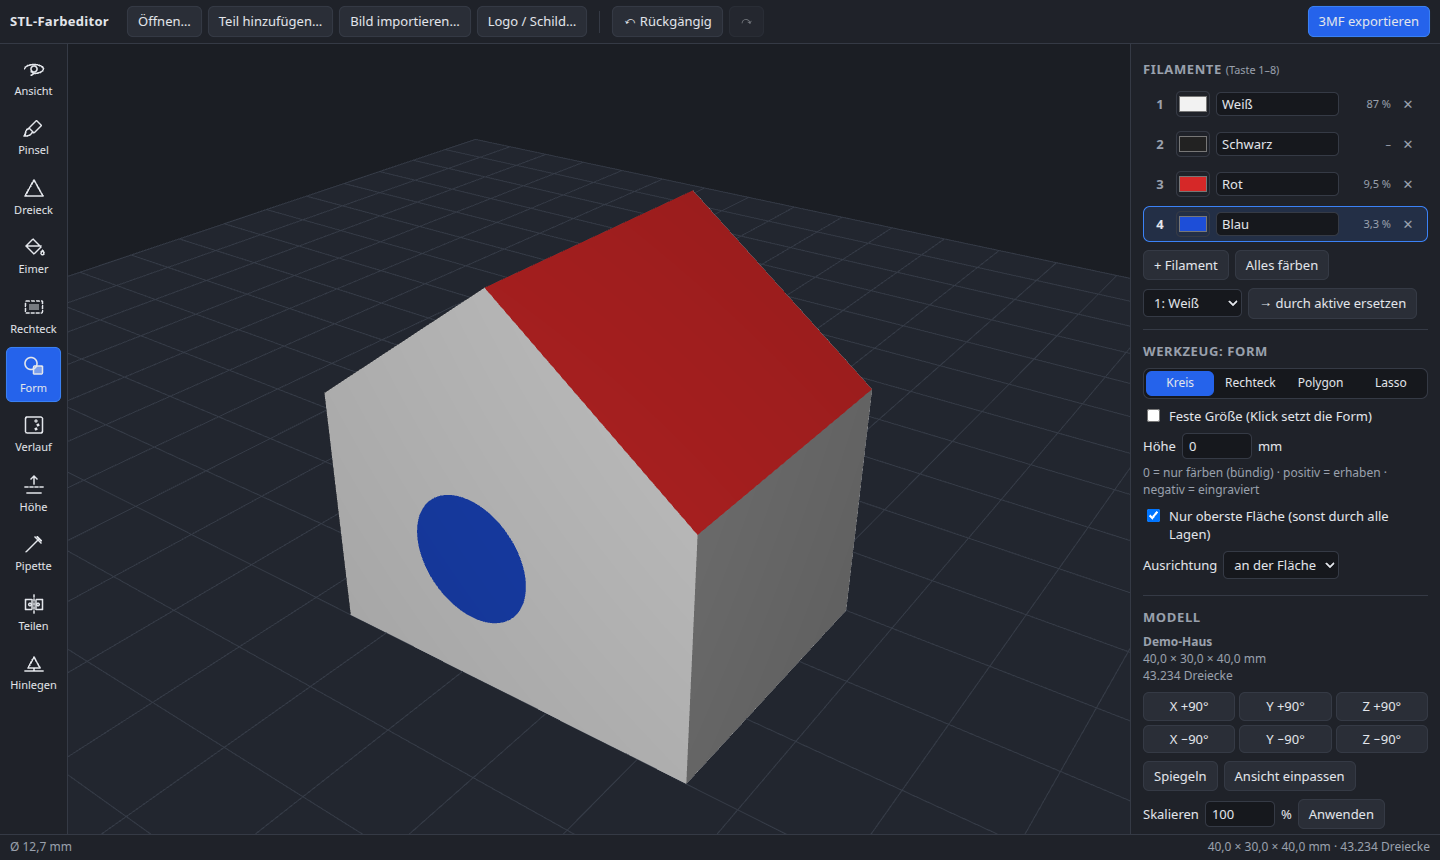 STL-Farbeditor
Öffnen...
Teil hinzufügen...
Bild importieren...
Logo / Schild...
↶ Rückgängig
↷
3MF exportieren
Ansicht
Pinsel
Dreieck
Eimer
Rechteck
Form
Verlauf
Höhe
Pipette
Teilen
Hinlegen
FILAMENTE (Taste 1–8)
1 Weiß 87 % ✕
2 Schwarz – ✕
3 Rot 9,5 % ✕
4 Blau 3,3 % ✕
+ Filament Alles färben
1: Weiß → durch aktive ersetzen
WERKZEUG: FORM
Kreis Rechteck Polygon Lasso
Feste Größe (Klick setzt die Form)
Höhe 0 mm
0 = nur färben (bündig) · positiv = erhaben ·
negativ = eingraviert
Nur oberste Fläche (sonst durch alle
Lagen)
Ausrichtung an der Fläche
MODELL
Demo-Haus
40,0 × 30,0 × 40,0 mm
43.234 Dreiecke
X +90° Y +90° Z +90°
X −90° Y −90° Z −90°
Spiegeln Ansicht einpassen
Skalieren 100 % Anwenden
Ø 12,7 mm
40,0 × 30,0 × 40,0 mm · 43.234 Dreiecke